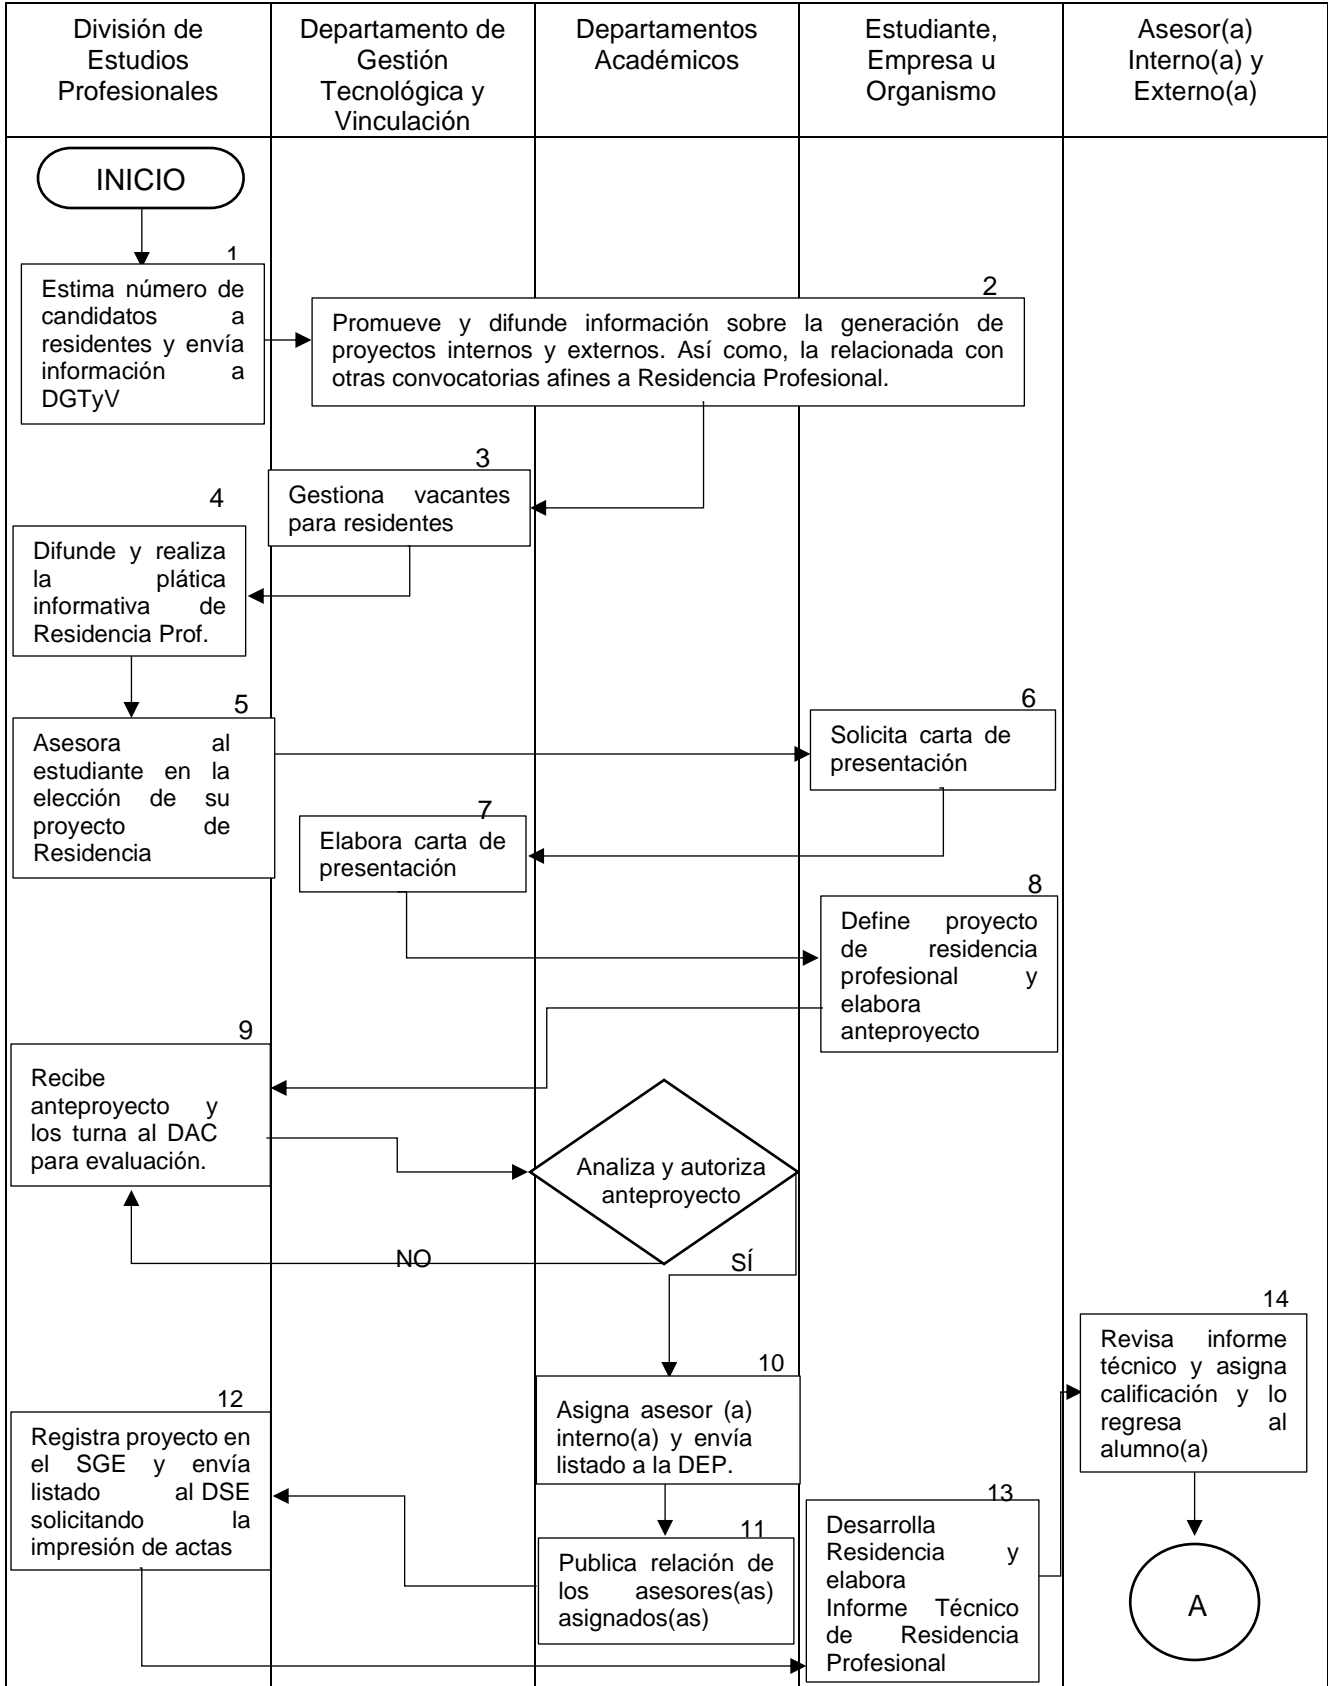 División de
Estudios
Profesionales
Departamento de
Gestión
Tecnológica y
Vinculación
Departamentos
Académicos
Estudiante,
Empresa u
Organismo
Asesor(a)
Interno(a) y
Externo(a)
INICIO
1
Estima número de
candidatos a
residentes y envía
información a
DGTyV
2
Promueve y difunde información sobre la generación de
proyectos internos y externos. Así como, la relacionada con
otras convocatorias afines a Residencia Profesional.
3
Gestiona vacantes
para residentes
4
Difunde y realiza
la plática
informativa de
Residencia Prof.
5
Asesora al
estudiante en la
elección de su
proyecto de
Residencia
6
Solicita carta de
presentación
7
Elabora carta de
presentación
8
Define proyecto
de residencia
profesional y
elabora
anteproyecto
9
Recibe
anteproyecto y
los turna al DAC
para evaluación.
Analiza y autoriza
anteproyecto
NO
SÍ
10
Asigna asesor (a)
interno(a) y envía
listado a la DEP.
11
Publica relación de
los asesores(as)
asignados(as)
12
Registra proyecto en
el SGE y envía
listado al DSE
solicitando la
impresión de actas
13
Desarrolla
Residencia y
elabora
Informe Técnico
de Residencia
Profesional
14
Revisa informe
técnico y asigna
calificación y lo
regresa al
alumno(a)
A